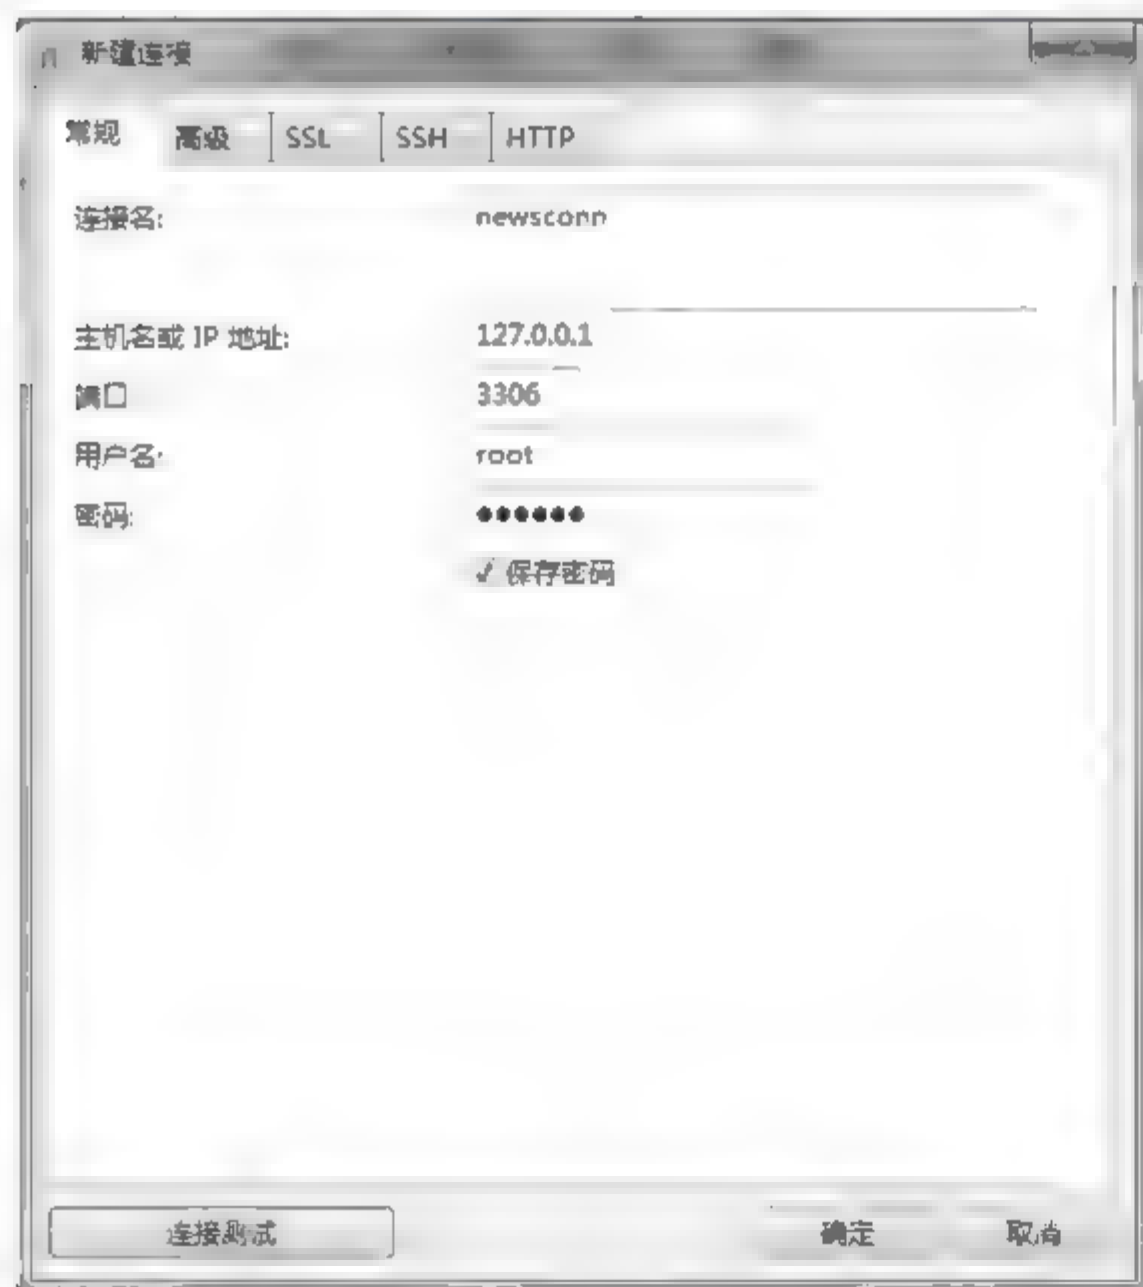 新建连接
常规 高级 SSL SSH HTTP
连接名: newsconn
主机名或 IP 地址: 127.0.0.1
端口 3306
用户名: root
密码: ●●●●●●
✓ 保存密码
连接测试 确定 取消